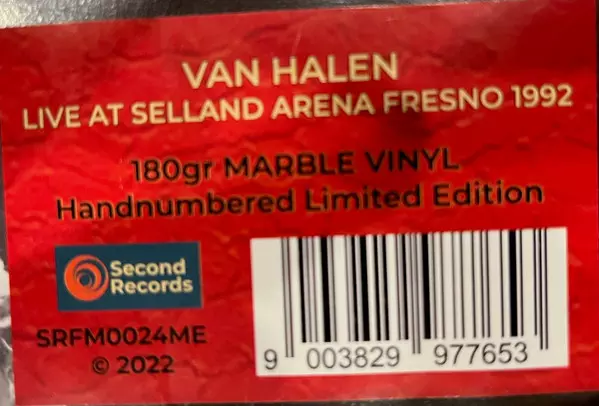 VAN HALEN
LIVE AT SELLAND ARENA FRESNO 1992
180gr MARBLE VINYL
Handnumbered Limited Edition
Second
Records
SRFM0024ME
© 2022
9 003829 977653